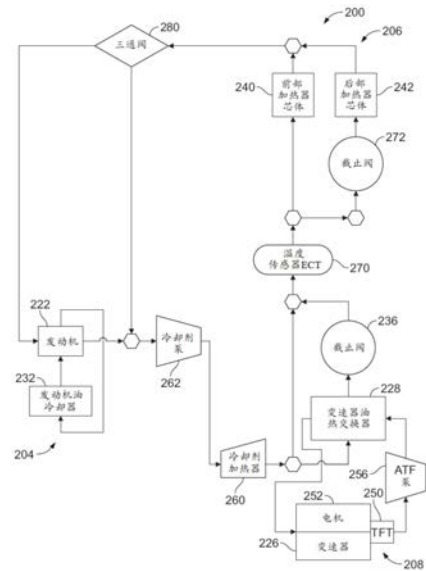 200
三通阀
280
206
240
前部
加热器
芯体
后部
加热器
芯体
242
272
截止阀
温度
传感器ECT
270
222
发动机
冷却剂
泵
262
236
截止阀
232
发动机油
冷却器
204
228
变速器油
热交换器
冷却剂
加热器
260
256
ATF
泵
252
250
电机
TFT
226
变速器
208